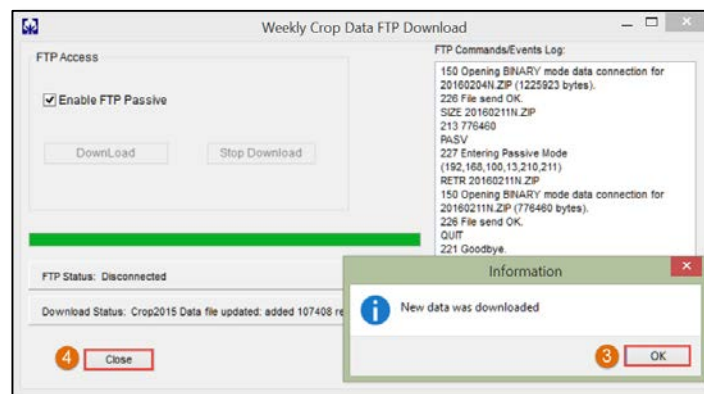 Weekly Crop Data FTP Download
FTP Access
Enable FTP Passive
DownLoad
Stop Download
FTP Commands/Events Log:
150 Opening BINARY mode data connection for
20160204N.ZIP (1225923 bytes).
226 File send OK.
SIZE 20160211N.ZIP
213 776460
PASV
227 Entering Passive Mode
(192,168,100,13,210,211)
RETR 20160211N.ZIP
150 Opening BINARY mode data connection for
20160211N.ZIP (776460 bytes).
226 File send OK.
QUIT
221 Goodbye.
FTP Status: Disconnected
Download Status: Crop2015 Data file updated: added 107408 re
Information
New data was downloaded
3
OK
4
Close